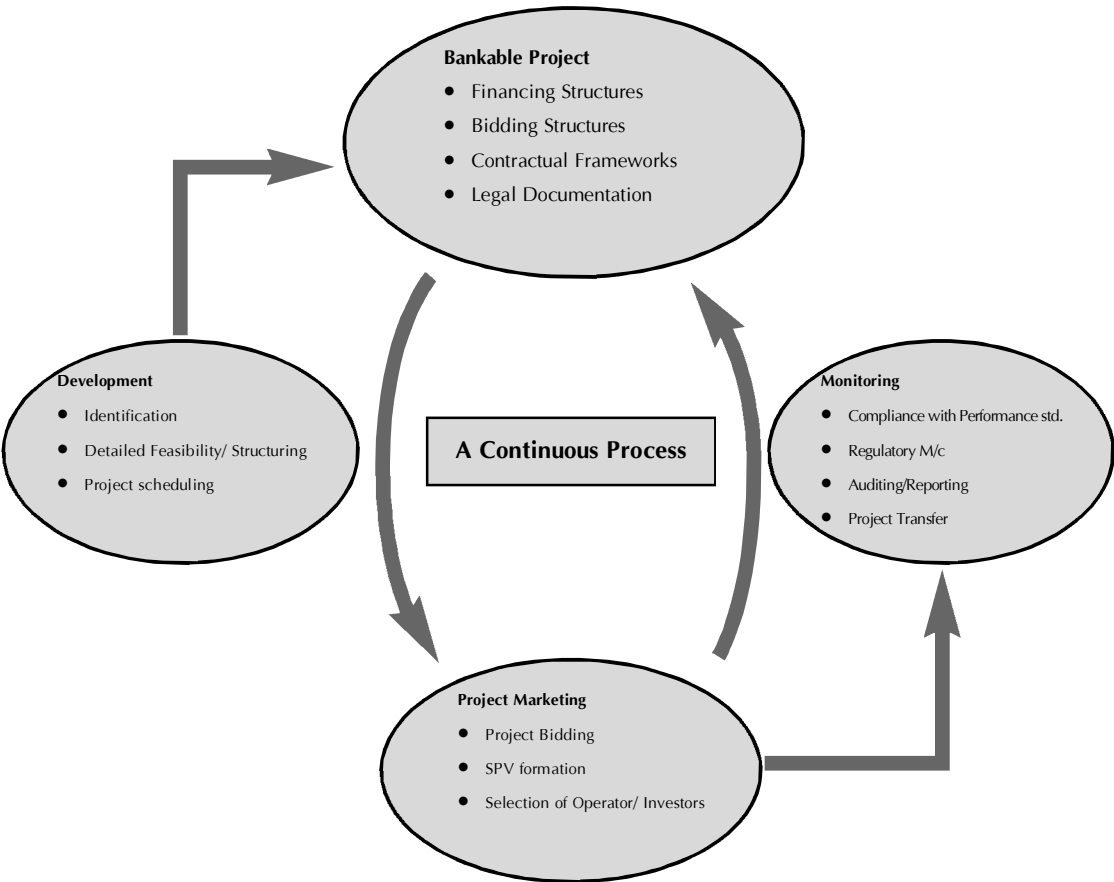 Bankable Project
● Financing Structures
● Bidding Structures
● Contractual Frameworks
● Legal Documentation
Development
● Identification
● Detailed Feasibility/ Structuring
● Project scheduling
A Continuous Process
Monitoring
● Compliance with Performance std.
● Regulatory M/c
● Auditing/Reporting
● Project Transfer
Project Marketing
● Project Bidding
● SPV formation
● Selection of Operator/ Investors